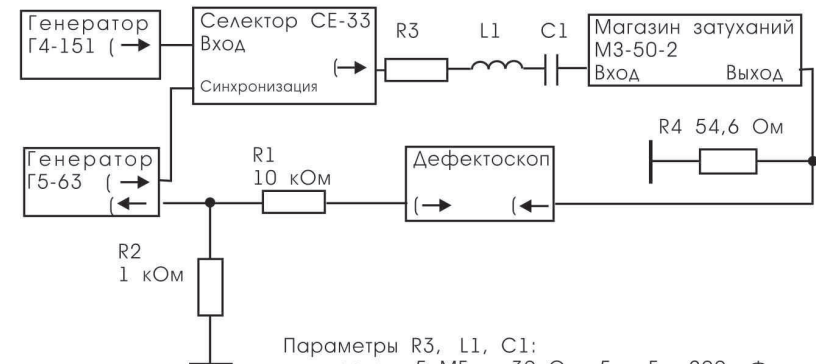 Генератор
Г4-151
Селектор СЕ-33
Вход
Синхронизация
R3
L1
C1
Магазин затуханий
МЗ-50-2
Вход Выход
R4 54,6 Ом
Генератор
Г5-63
R1
10 кОм
Дефектоскоп
R2
1 кОм
Параметры R3, L1, C1: